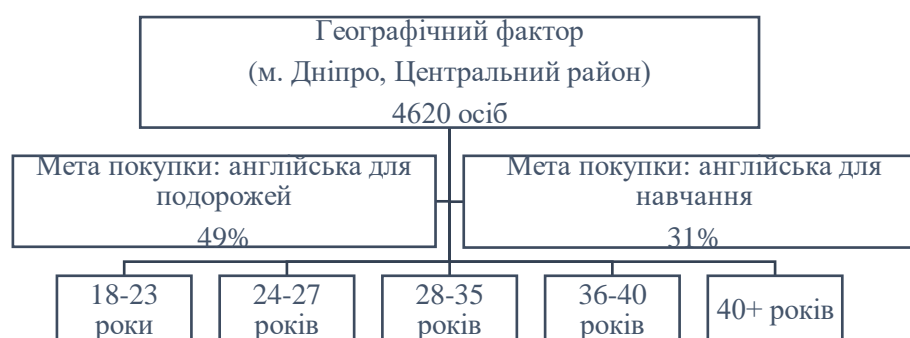 Географічний фактор
(м. Дніпро, Центральний район)
4620 осіб
Мета покупки: англійська для
подорожей
49%
Мета покупки: англійська для
навчання
31%
18-23
роки
24-27
років
28-35
років
36-40
років
40+ років